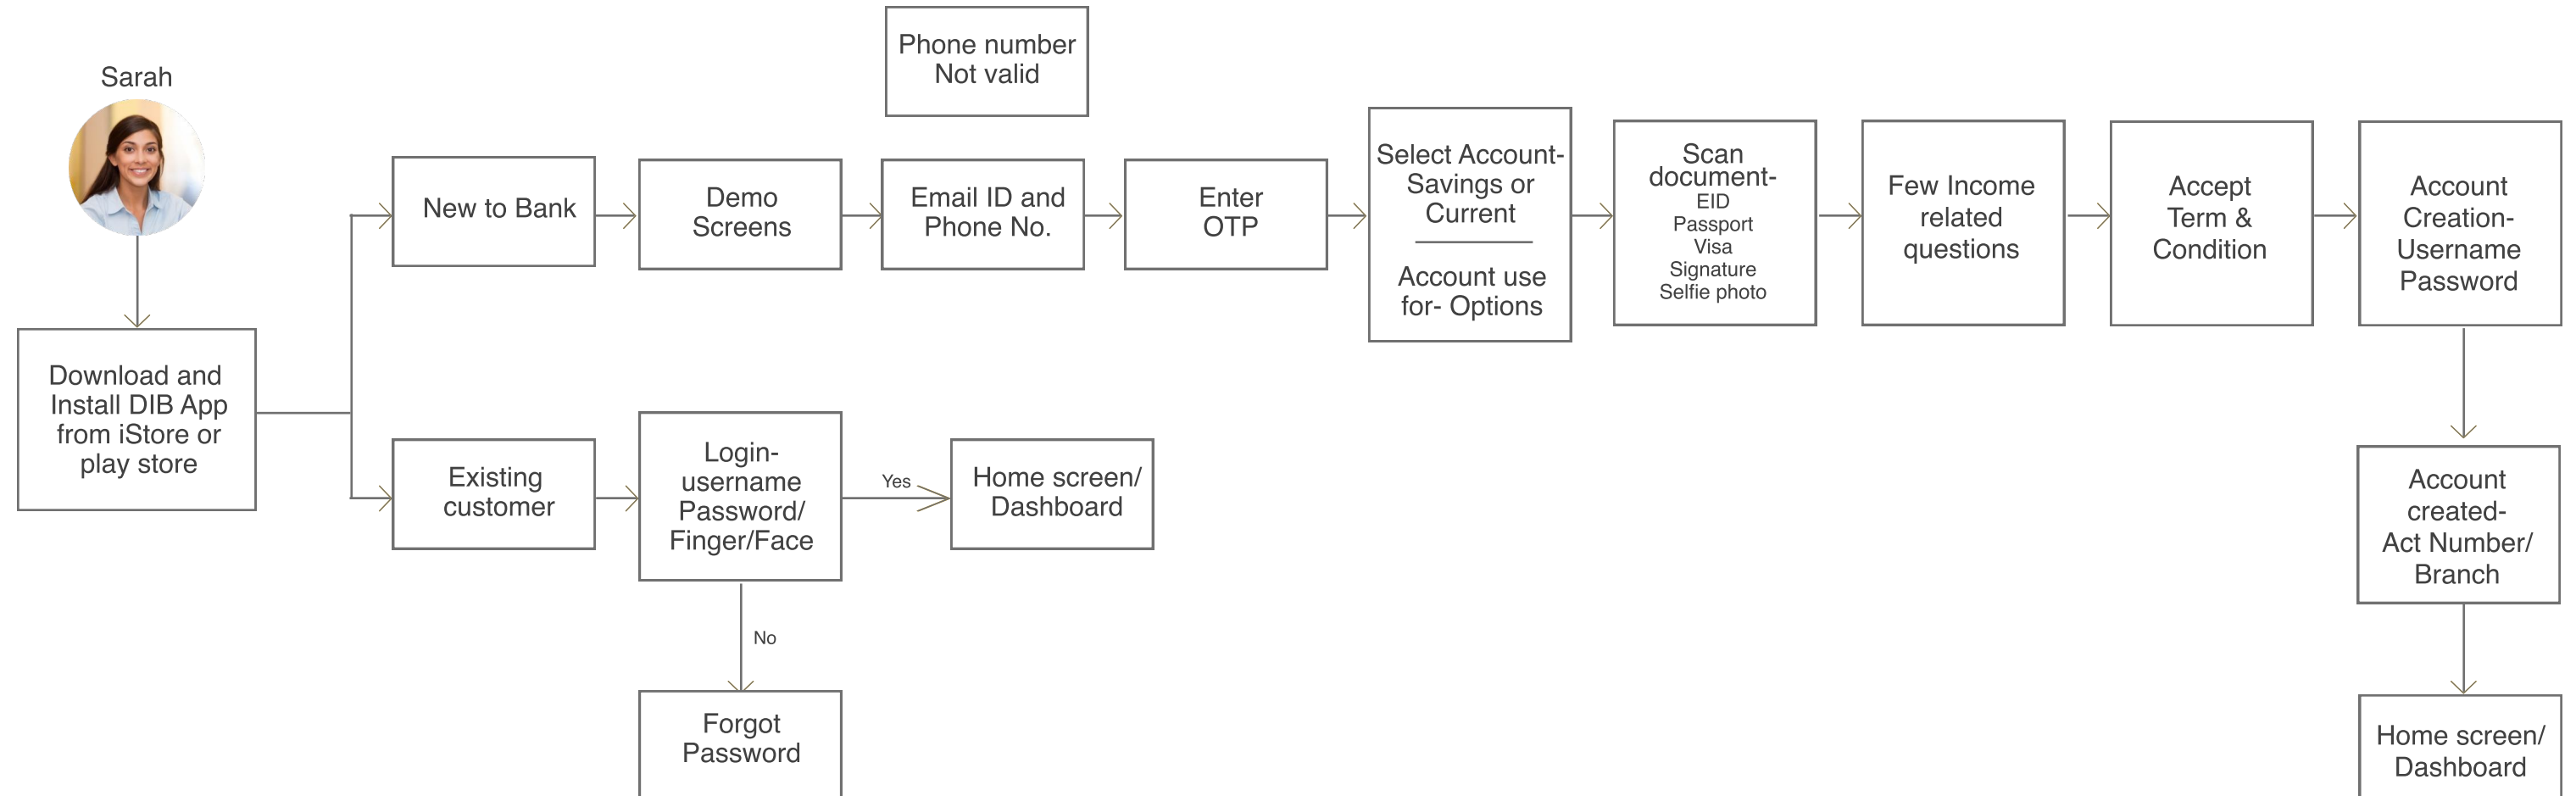 Sarah
Download and
Install DIB App
from iStore or
play store
New to Bank
Demo
Screens
Phone number
Not valid
Email ID and
Phone No.
Enter
OTP
Select Account-
Savings or
Current
Account use
for- Options
Scan
document-
EID
Passport
Visa
Signature
Selfie photo
Few Income
related
questions
Accept
Term &
Condition
Account
Creation-
Username
Password
Account
created-
Act Number/
Branch
Home screen/
Dashboard
Existing
customer
Login-
username
Password/
Finger/Face
Yes
Home screen/
Dashboard
No
Forgot
Password